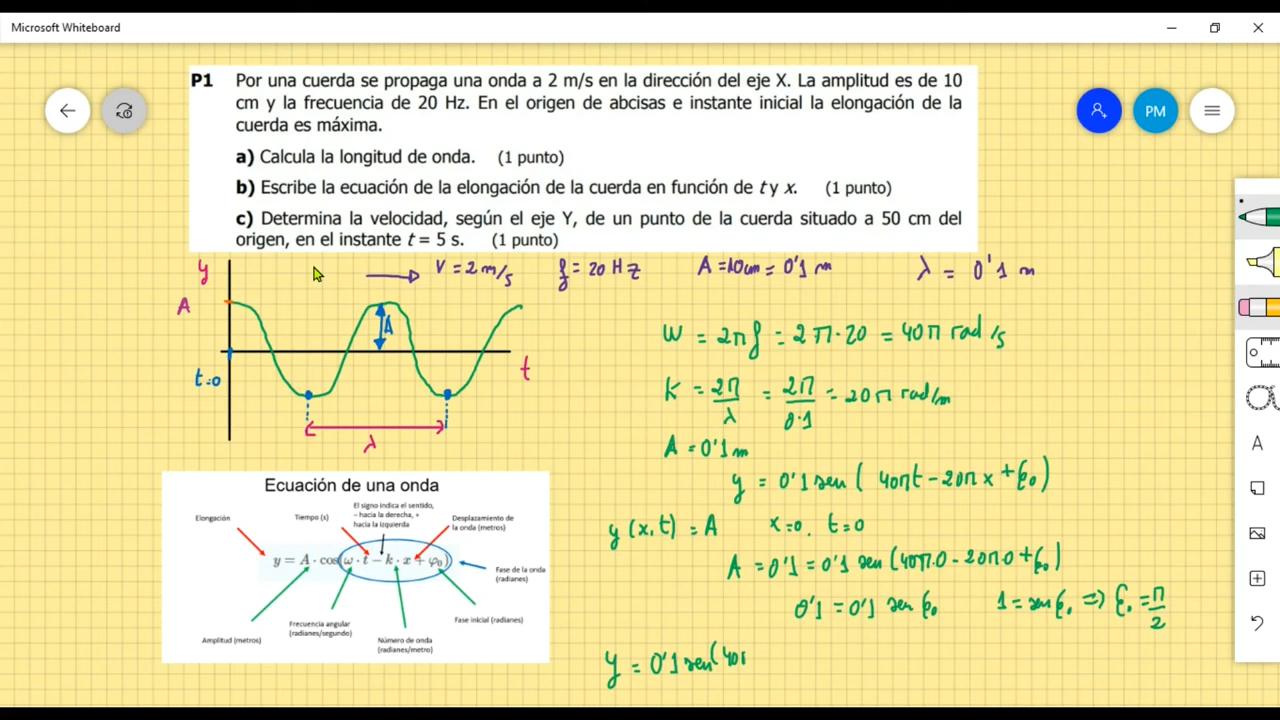 Microsoft Whiteboard
P1 Por una cuerda se propaga una onda a 2 m/s en la dirección del eje X. La amplitud es de 10
cm y la frecuencia de 20 Hz. En el origen de abcisas e instante inicial la elongación de la
cuerda es máxima.
a) Calcula la longitud de onda. (1 punto)
b) Escribe la ecuación de la elongación de la cuerda en función de t y x. (1 punto)
c) Determina la velocidad, según el eje Y, de un punto de la cuerda situado a 50 cm del
origen, en el instante t = 5 s. (1 punto)
PM
y
A
t=0
A
t
λ
V = 2 m/s f = 20 Hz A = 10cm = 0'1 m λ = 0'1 m
W = 2πf = 2π·20 = 40π rad/s
K = 2π/λ = 2π/0.1 = 20π rad/m
A = 0'1 m
y = 0'1 sen ( 40πt - 20πx + ξ₀)
y (x,t) = A x=0, t=0
A = 0'1 = 0'1 sen (40π·0 - 20π·0 + ξ₀)
0'1 = 0'1 sen ξ₀ 1 = sen ξ₀ => ξ₀ = π/2
y = 0'1 sen( 40π
Ecuación de una onda
Elongación
Tiempo (s)
El signo indica el sentido,
– hacia la derecha, +
hacia la izquierda
Desplazamiento de
la onda (metros)
y = A · cos(ω · t − k · x + φ₀)
Fase de la onda
(radianes)
Amplitud (metros)
Frecuencia angular
(radianes/segundo)
Número de onda
(radianes/metro)
Fase inicial (radianes)
A